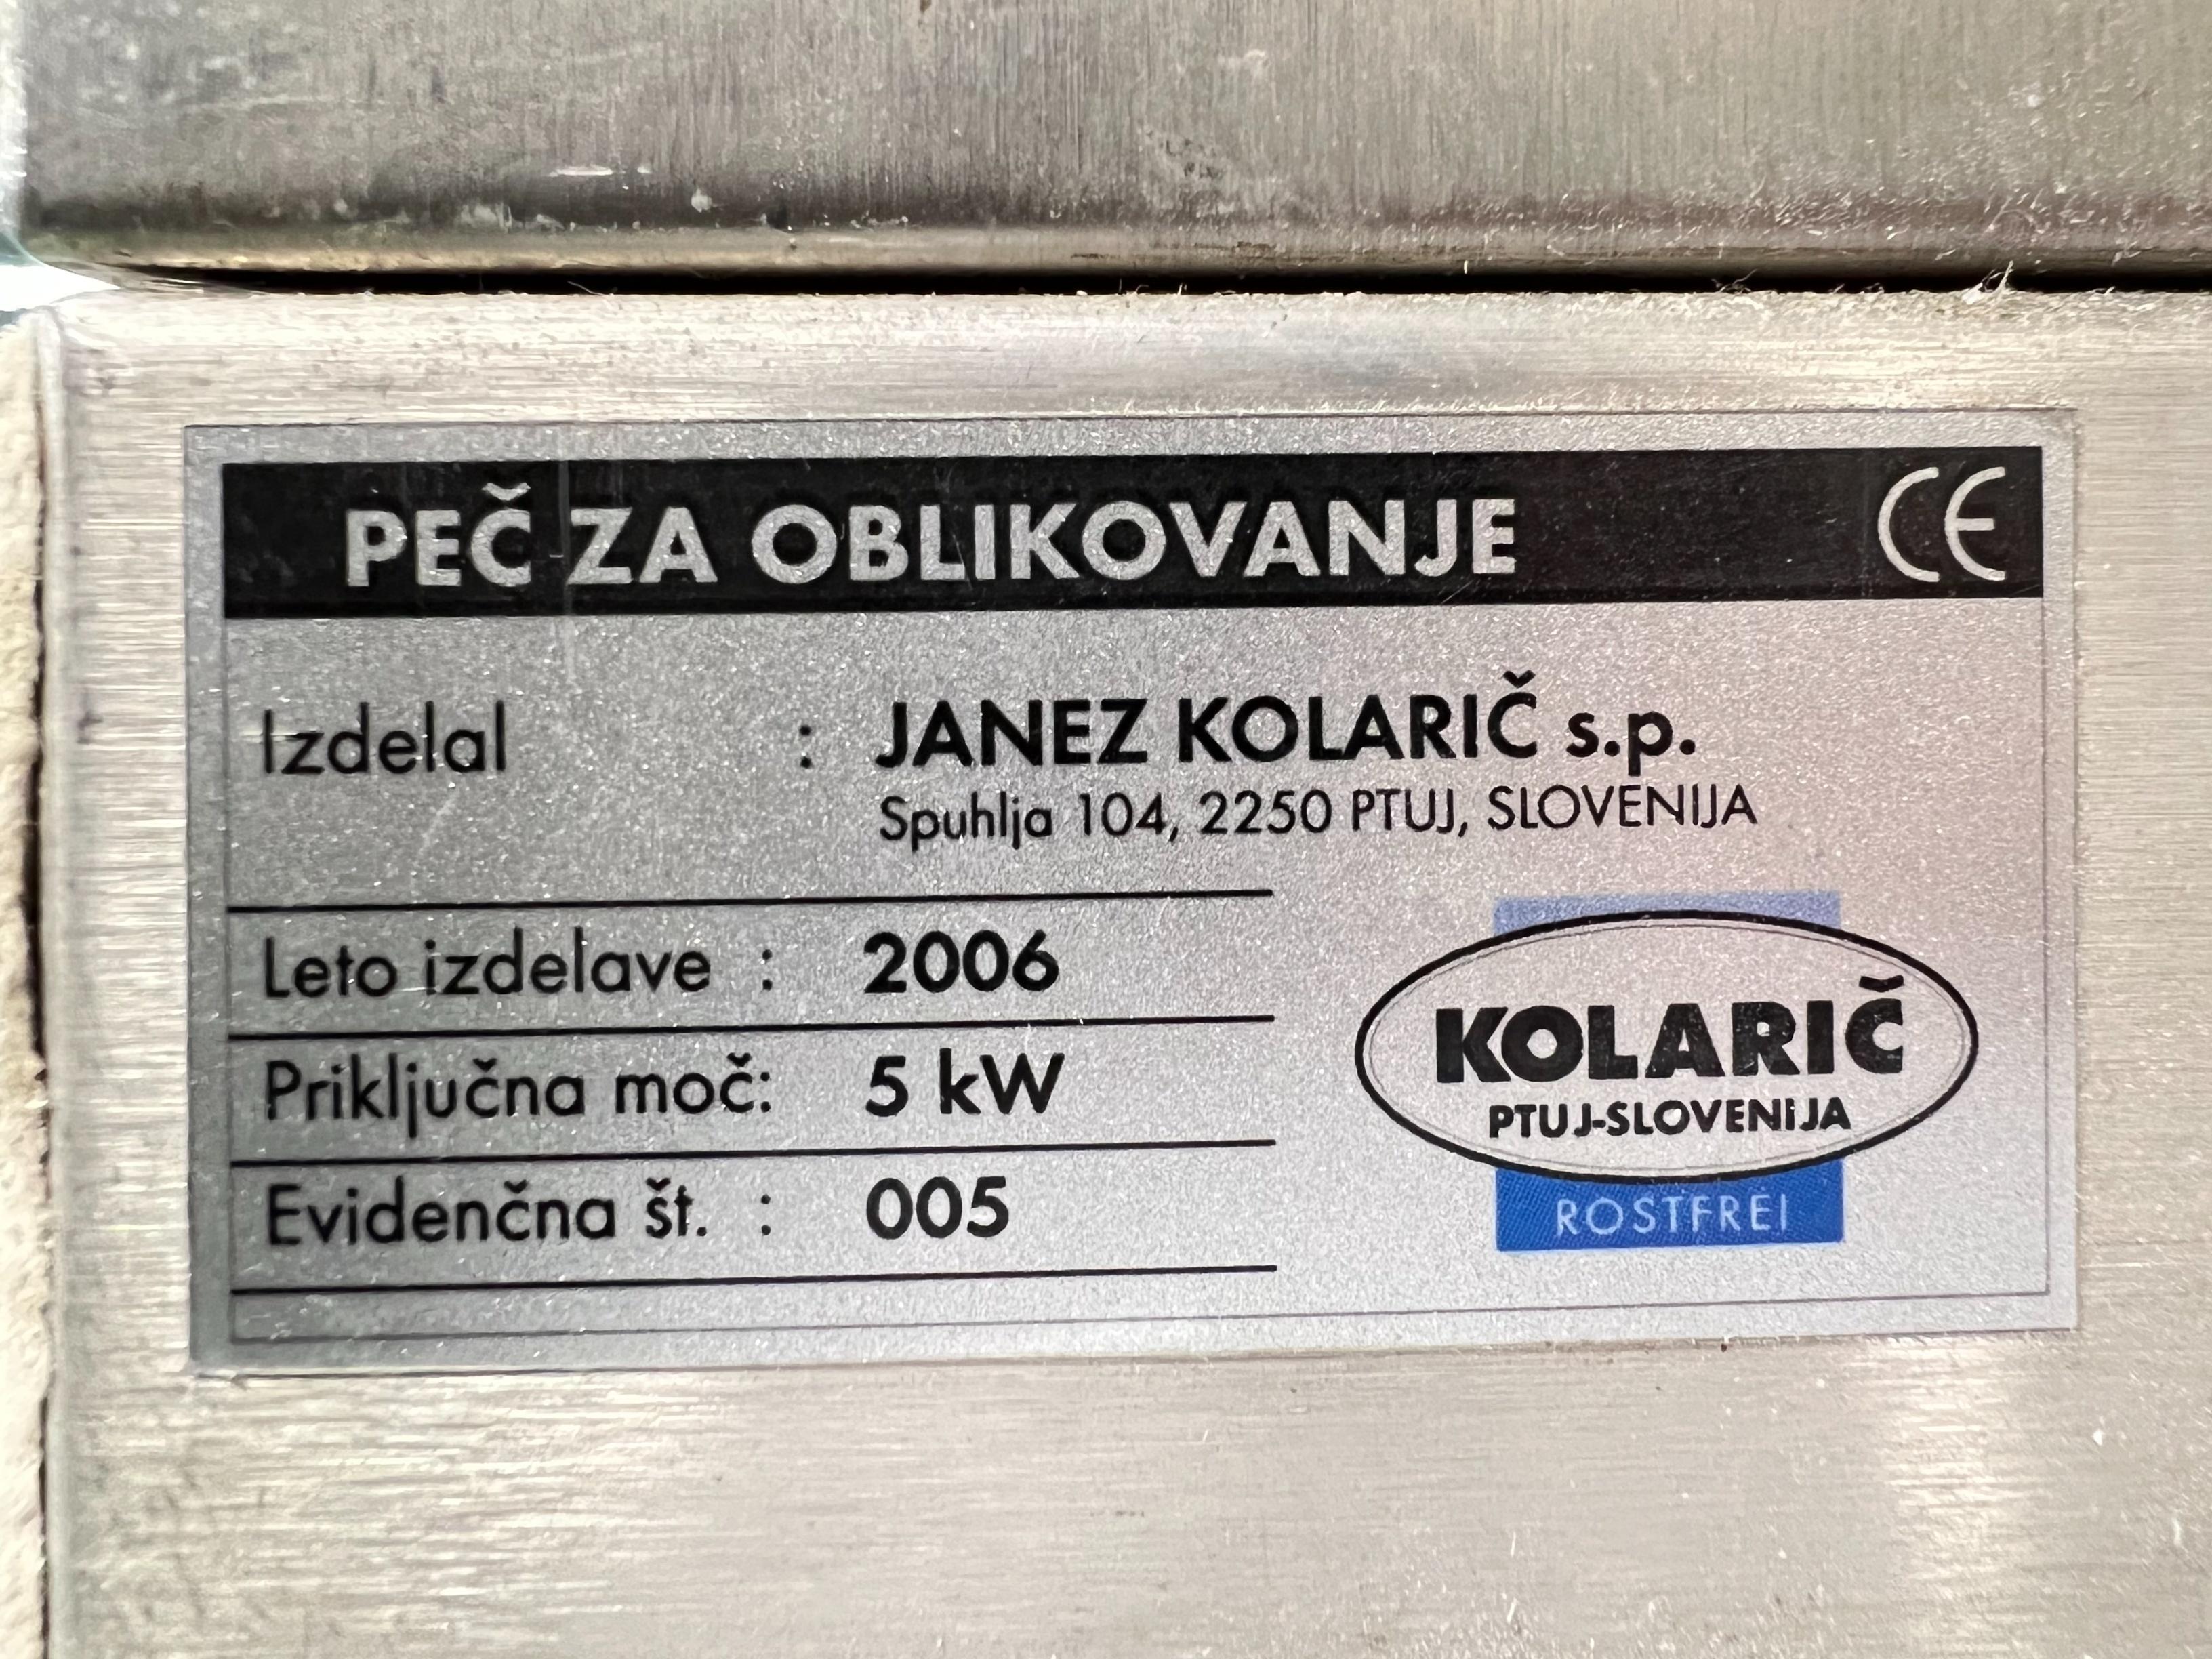 PEČ ZA OBLIKOVANJE CE
Izdelal : JANEZ KOLARIČ s.p.
Spuhlja 104, 2250 PTUJ, SLOVENIJA
Leto izdelave : 2006
Priključna moč: 5 kW
Evidenčna št. : 005
KOLARIČ
PTUJ-SLOVENIJA
ROSTFREI